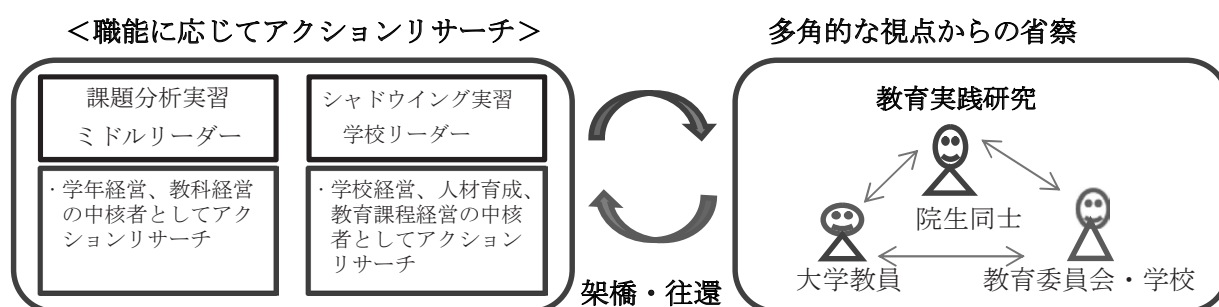 ＜職能に応じてアクションリサーチ＞
課題分析実習
ミドルリーダー
・学年経営、教科経営
の中核者としてアク
ションリサーチ
シャドウイング実習
学校リーダー
・学校経営、人材育成、
教育課程経営の中核
者としてアクション
リサーチ
架橋・往還
多角的な視点からの省察
教育実践研究
院生同士
大学教員
教育委員会・学校